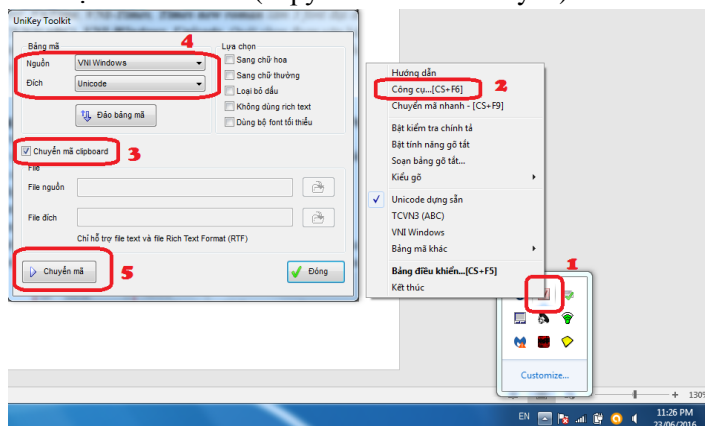 UniKey Toolkit
Bảng mã
4
Nguồn
VNI Windows
Đích
Unicode
Đảo bảng mã
Lựa chọn
Sang chữ hoa
Sang chữ thường
Loại bỏ dấu
Không dùng rich text
Dùng bộ font tối thiểu
Chuyển mã clipboard
3
File
File nguồn
File đích
Chỉ hỗ trợ file text và file Rich Text Format (RTF)
Chuyển mã
5
Đóng
Hướng dẫn
Công cụ...[CS+F6]
2
Chuyển mã nhanh - [CS+F9]
Bật kiểm tra chính tả
Bật tính năng gõ tắt
Soạn bảng gõ tắt...
Kiểu gõ
Unicode dựng sẵn
TCVN3 (ABC)
VNI Windows
Bảng mã khác
Bảng điều khiển...[CS+F5]
Kết thúc
1
Customize...
130%
EN
11:26 PM
23/06/2016